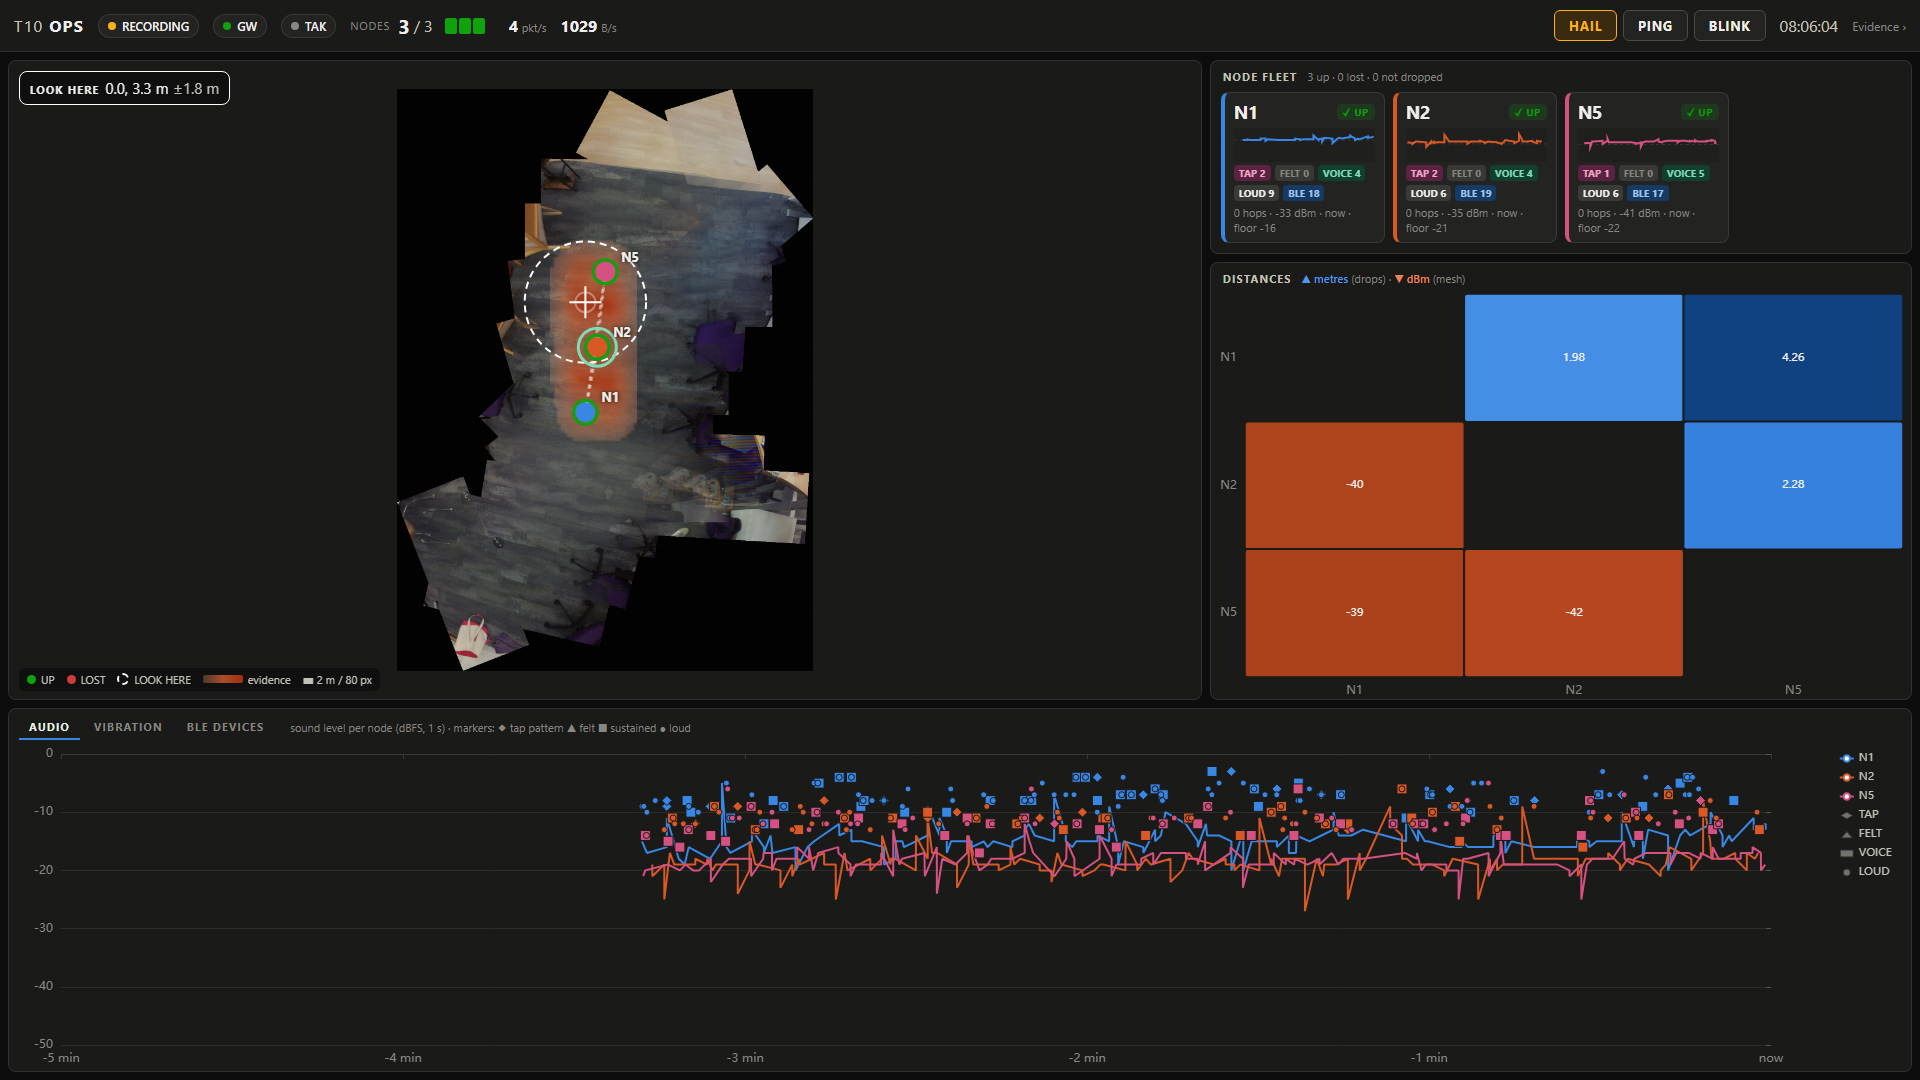 T10 OPS RECORDING GW TAK NODES 3 / 3 4 pkt/s 1029 B/s HAIL PING BLINK 08:06:04 Evidence ›
LOOK HERE 0.0, 3.3 m ±1.8 m
N5
N2
N1
UP LOST LOOK HERE evidence 2 m / 80 px
NODE FLEET 3 up · 0 lost · 0 not dropped
N1 ✓ UP
TAP 2 FELT 0 VOICE 4
LOUD 9 BLE 18
0 hops · -33 dBm · now ·
floor -16
N2 ✓ UP
TAP 2 FELT 0 VOICE 4
LOUD 6 BLE 19
0 hops · -35 dBm · now ·
floor -21
N5 ✓ UP
TAP 1 FELT 0 VOICE 5
LOUD 6 BLE 17
0 hops · -41 dBm · now ·
floor -22
DISTANCES ▲ metres (drops) · ▼ dBm (mesh)
N1 1.98 4.26
N2 -40 2.28
N5 -39 -42
N1 N2 N5
AUDIO VIBRATION BLE DEVICES sound level per node (dBFS, 1 s) · markers: ◆ tap pattern ▲ felt ■ sustained ● loud
0
-10
-20
-30
-40
-50
-5 min -4 min -3 min -2 min -1 min now
N1
N2
N5
TAP
FELT
VOICE
LOUD